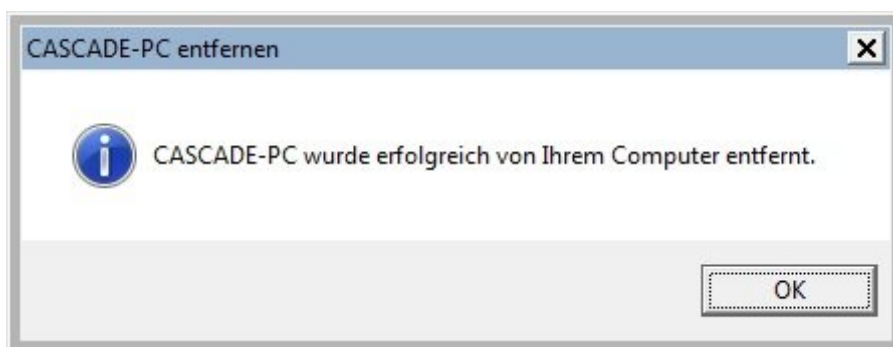 CASCADE-PC entfernen
CASCADE-PC wurde erfolgreich von Ihrem Computer entfernt.
OK